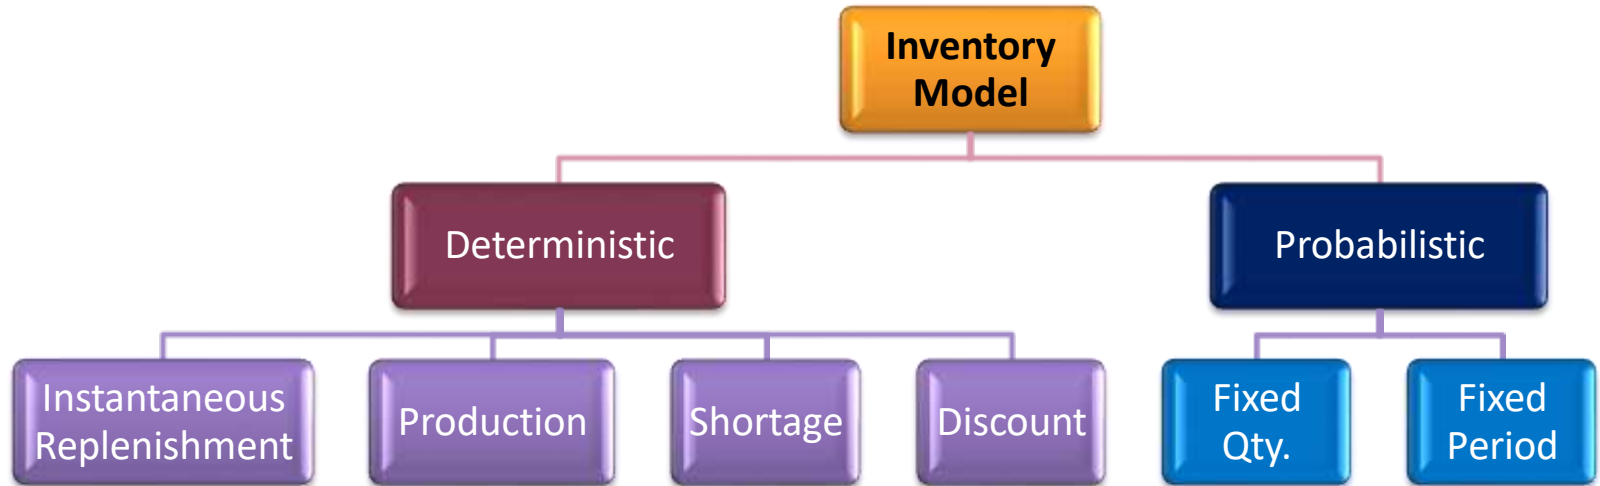 Inventory
Model
Deterministic
Probabilistic
Instantaneous
Replenishment
Production
Shortage
Discount
Fixed
Qty.
Fixed
Period